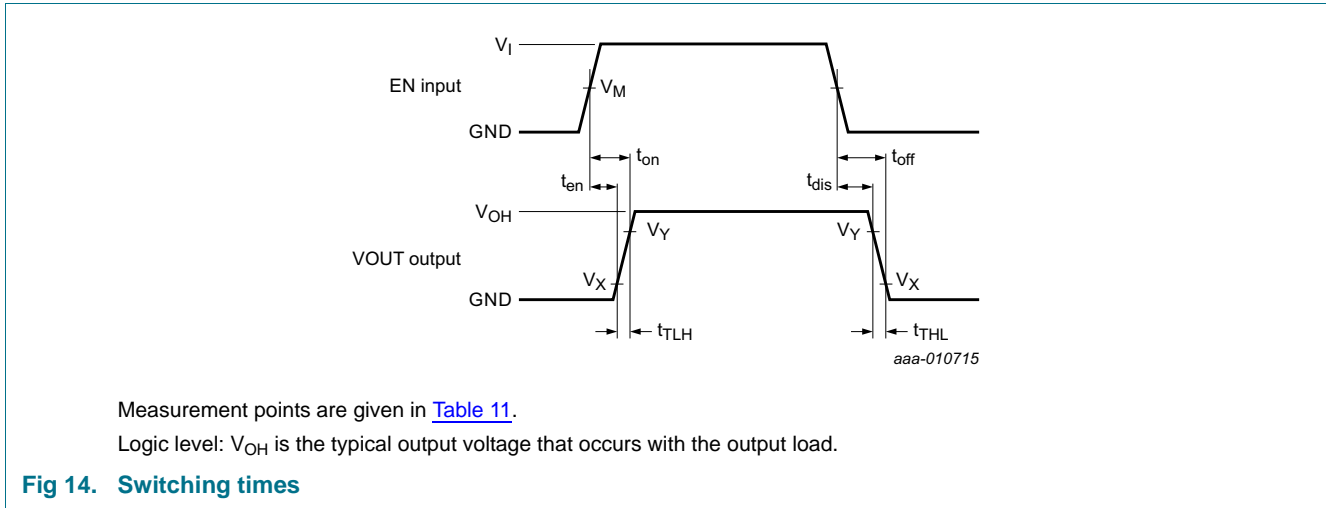 V_I
EN input
V_M
GND
t_on
t_off
t_en
t_dis
V_OH
V_Y
V_Y
VOUT output
V_X
V_X
GND
t_TLH
t_THL
aaa-010715
Measurement points are given in Table 11.
Logic level: V_OH is the typical output voltage that occurs with the output load.
Fig 14. Switching times